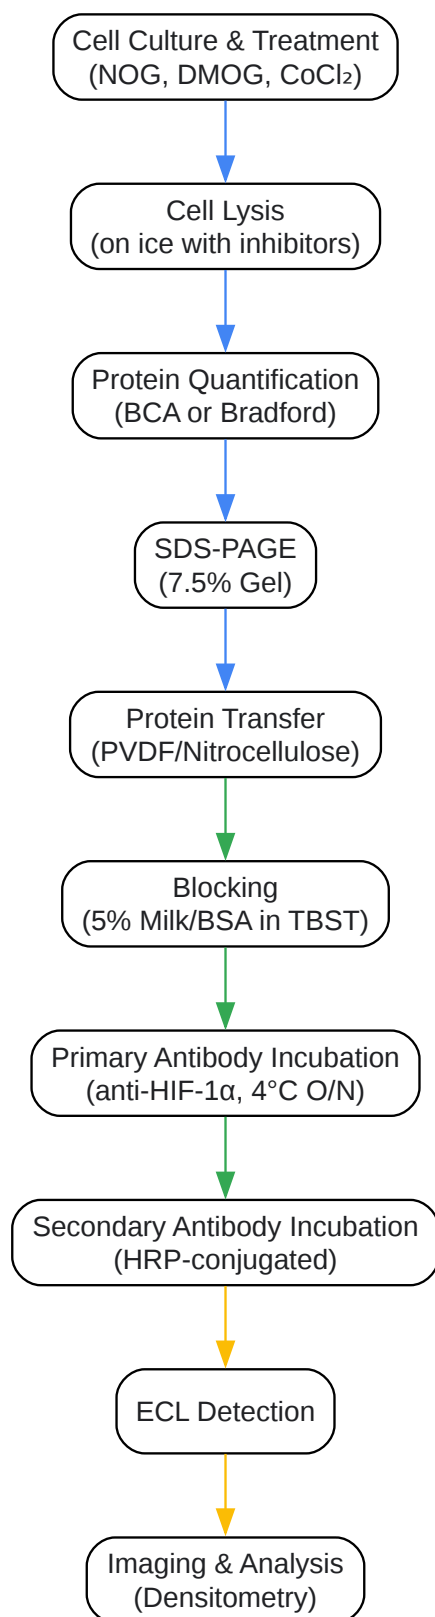 Cell Culture & Treatment
(NOG, DMOG, CoCl₂)
Cell Lysis
(on ice with inhibitors)
Protein Quantification
(BCA or Bradford)
SDS-PAGE
(7.5% Gel)
Protein Transfer
(PVDF/Nitrocellulose)
Blocking
(5% Milk/BSA in TBST)
Primary Antibody Incubation
(anti-HIF-1α, 4°C O/N)
Secondary Antibody Incubation
(HRP-conjugated)
ECL Detection
Imaging & Analysis
(Densitometry)